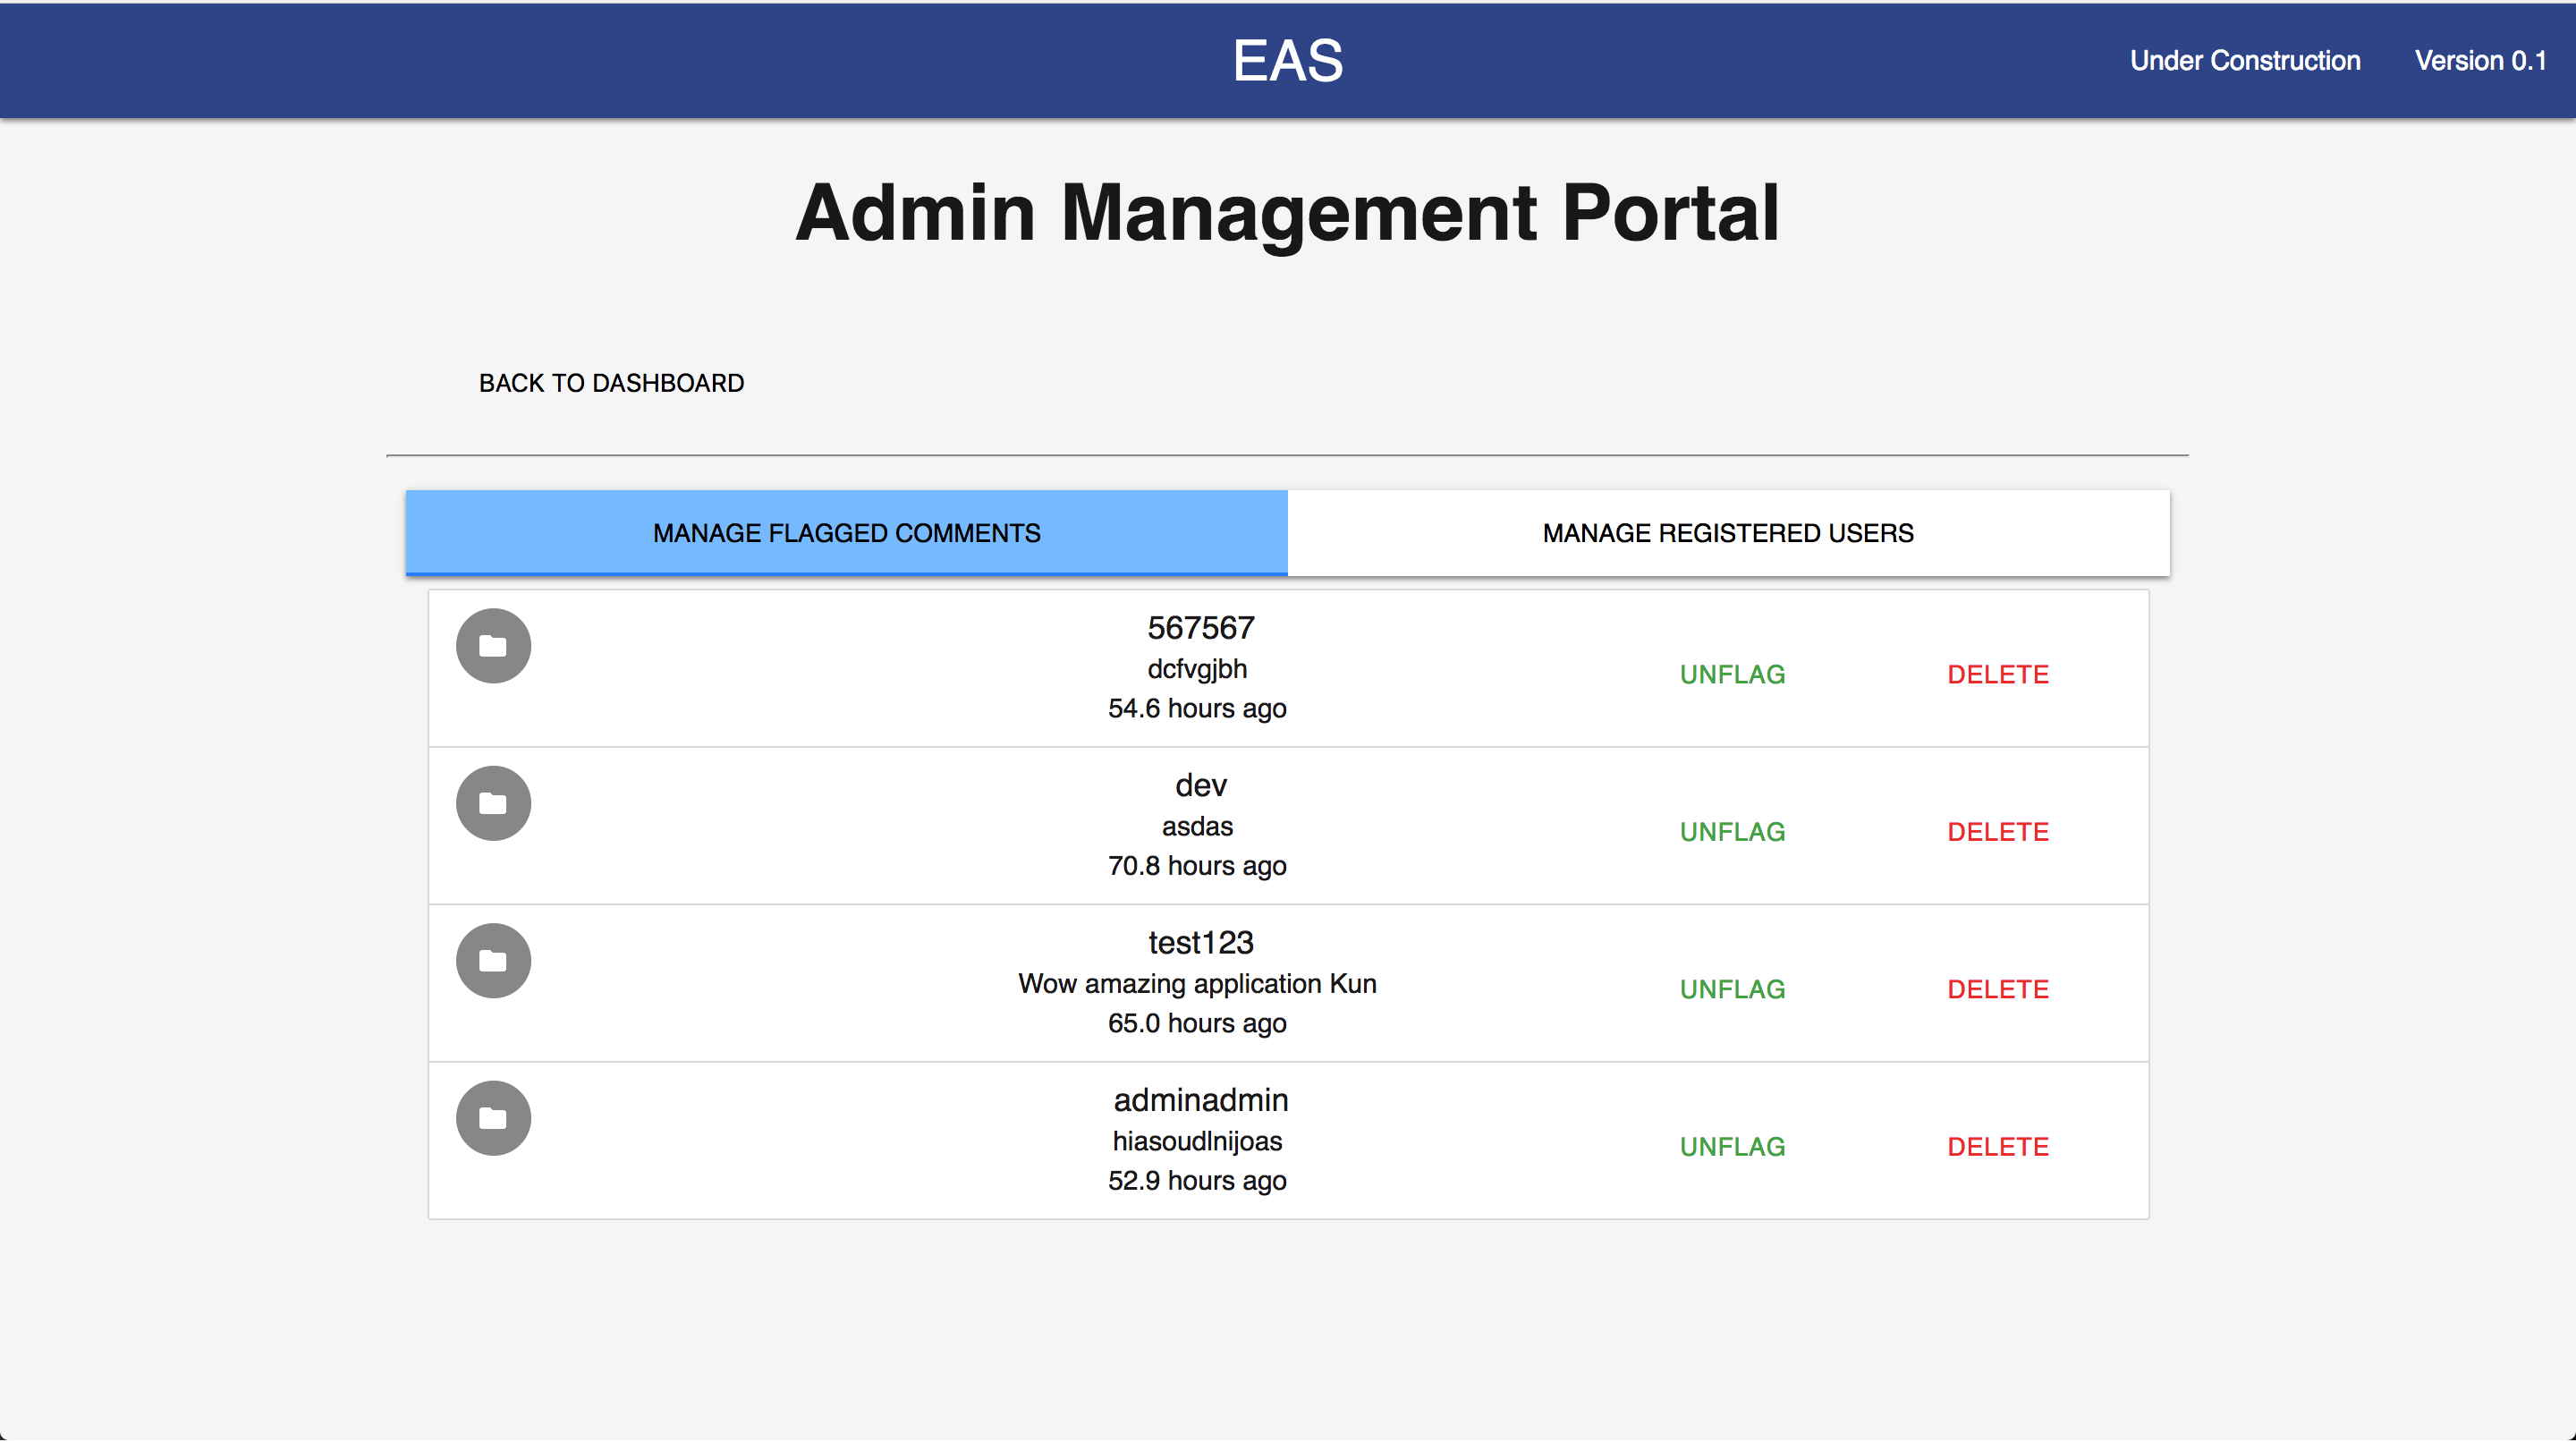 EAS
Under Construction
Version 0.1
Admin Management Portal
BACK TO DASHBOARD
MANAGE FLAGGED COMMENTS
MANAGE REGISTERED USERS
567567
dcfvgjbh
54.6 hours ago
UNFLAG
DELETE
dev
asdas
70.8 hours ago
UNFLAG
DELETE
test123
Wow amazing application Kun
65.0 hours ago
UNFLAG
DELETE
adminadmin
hiasoudlnijoas
52.9 hours ago
UNFLAG
DELETE